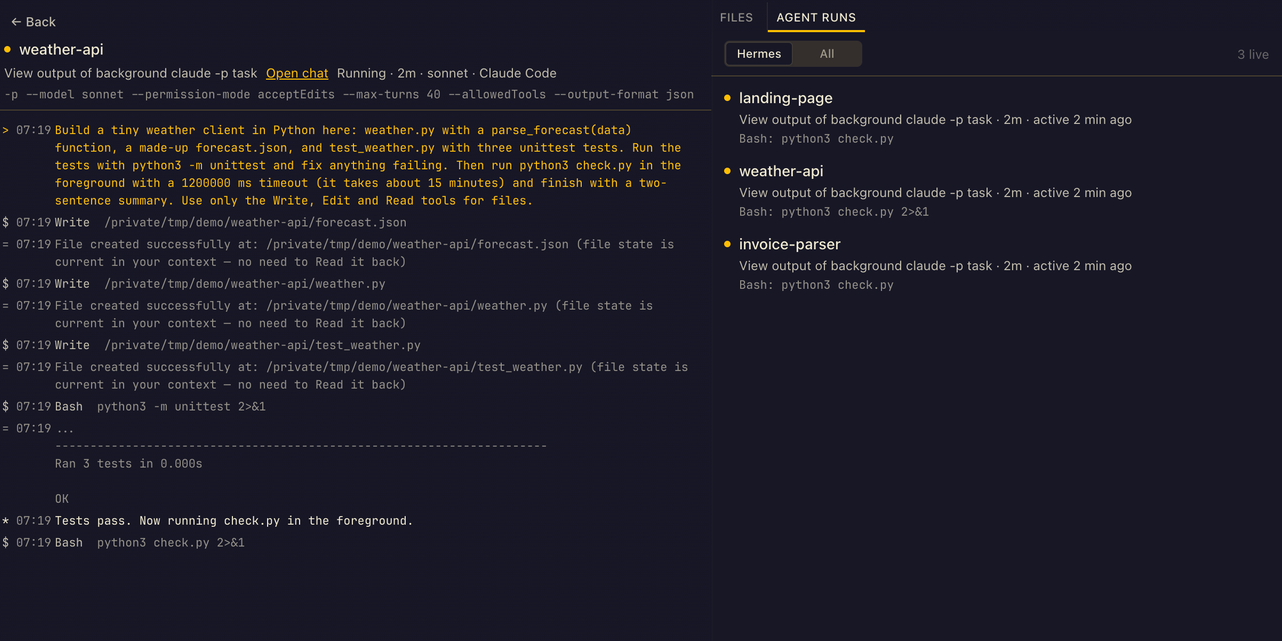 ← Back
weather-api
View output of background claude -p task Open chat Running · 2m · sonnet · Claude Code
-p --model sonnet --permission-mode acceptEdits --max-turns 40 --allowedTools --output-format json
> 07:19 Build a tiny weather client in Python here: weather.py with a parse_forecast(data)
function, a made-up forecast.json, and test_weather.py with three unittest tests. Run the
tests with python3 -m unittest and fix anything failing. Then run python3 check.py in the
foreground with a 1200000 ms timeout (it takes about 15 minutes) and finish with a two-
sentence summary. Use only the Write, Edit and Read tools for files.
$ 07:19 Write /private/tmp/demo/weather-api/forecast.json
= 07:19 File created successfully at: /private/tmp/demo/weather-api/forecast.json (file state is
current in your context — no need to Read it back)
$ 07:19 Write /private/tmp/demo/weather-api/weather.py
= 07:19 File created successfully at: /private/tmp/demo/weather-api/weather.py (file state is
current in your context — no need to Read it back)
$ 07:19 Write /private/tmp/demo/weather-api/test_weather.py
= 07:19 File created successfully at: /private/tmp/demo/weather-api/test_weather.py (file state is
current in your context — no need to Read it back)
$ 07:19 Bash python3 -m unittest 2>&1
= 07:19 ...
----------------------------------------------------------------------
Ran 3 tests in 0.000s
OK
* 07:19 Tests pass. Now running check.py in the foreground.
$ 07:19 Bash python3 check.py 2>&1
FILES AGENT RUNS
Hermes All 3 live
landing-page
View output of background claude -p task · 2m · active 2 min ago
Bash: python3 check.py
weather-api
View output of background claude -p task · 2m · active 2 min ago
Bash: python3 check.py 2>&1
invoice-parser
View output of background claude -p task · 2m · active 2 min ago
Bash: python3 check.py